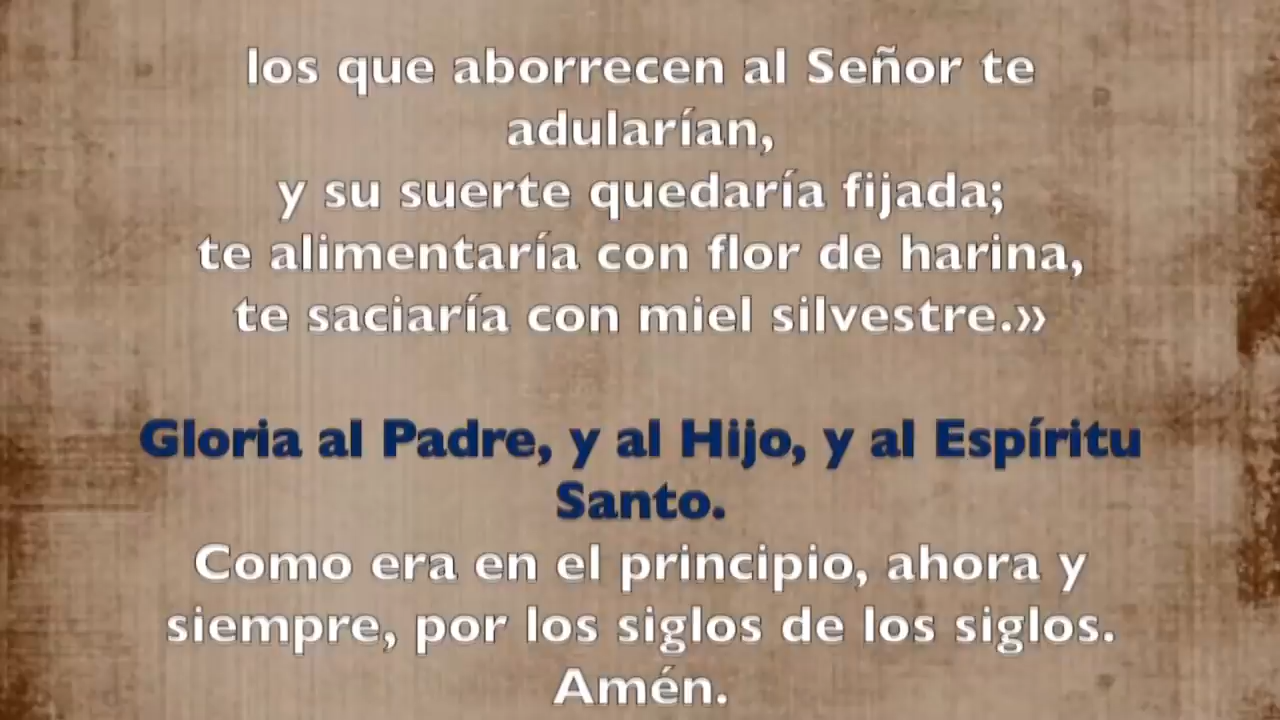 los que aborrecen al Señor te
adularían,
y su suerte quedaría fijada;
te alimentaría con flor de harina,
te saciaría con miel silvestre.»
Gloria al Padre, y al Hijo, y al Espíritu
Santo.
Como era en el principio, ahora y
siempre, por los siglos de los siglos.
Amén.